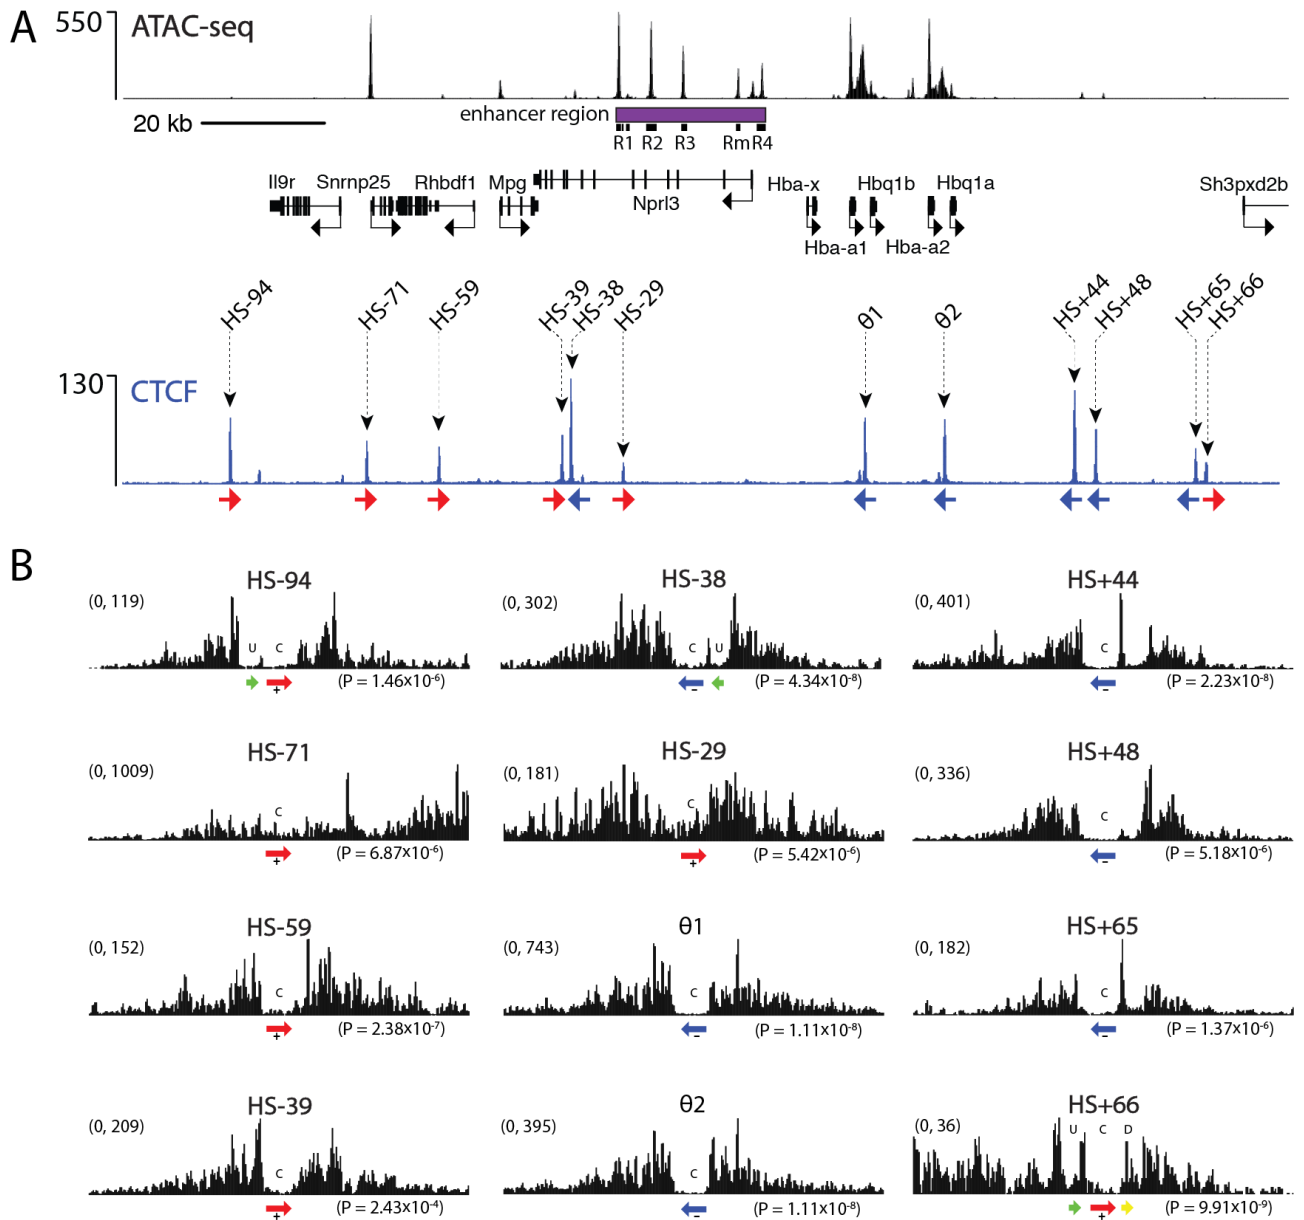 A
550 ATAC-seq
enhancer region
20 kb
R1 R2 R3 Rm R4
Il9r Snrnp25 Rhbdf1 Mpg Nprl3 Hba-x Hba-a1 Hbq1b Hba-a2 Hbq1a Sh3pxd2b
HS-94 HS-71 HS-59 HS-39 HS-38 HS-29 θ1 θ2 HS+44 HS+48 HS+65 HS+66
130 CTCF
B
HS-94 HS-38 HS+44
(0, 119) (0, 302) (0, 401)
U C C U C
+ (P = 1.46x10-6) - (P = 4.34x10-8) - (P = 2.23x10-8)
HS-71 HS-29 HS+48
(0, 1009) (0, 181) (0, 336)
C C C
+ (P = 6.87x10-6) + (P = 5.42x10-6) - (P = 5.18x10-6)
HS-59 θ1 HS+65
(0, 152) (0, 743) (0, 182)
C C C
+ (P = 2.38x10-7) - (P = 1.11x10-8) - (P = 1.37x10-6)
HS-39 θ2 HS+66
(0, 209) (0, 395) (0, 36)
C C U C D
+ (P = 2.43x10-4) - (P = 1.11x10-8) + (P = 9.91x10-9)